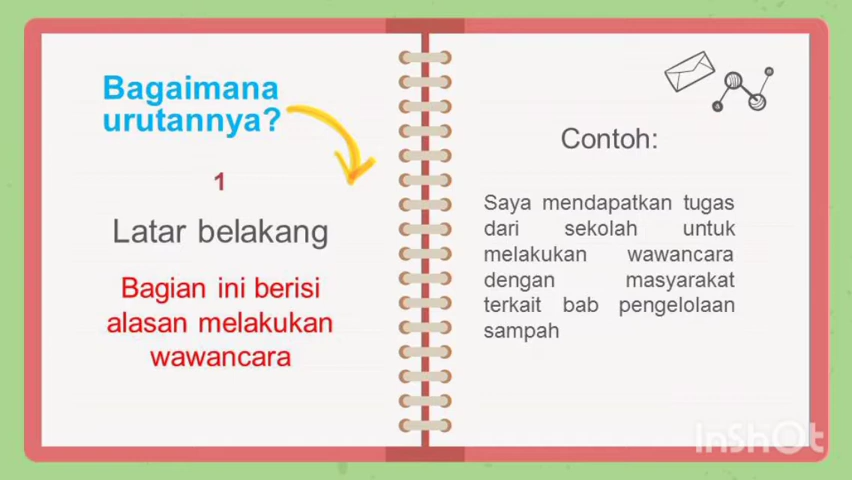 Bagaimana
urutannya?
1
Latar belakang
Bagian ini berisi
alasan melakukan
wawancara
Contoh:
Saya mendapatkan tugas
dari sekolah untuk
melakukan wawancara
dengan masyarakat
terkait bab pengelolaan
sampah
InShOt